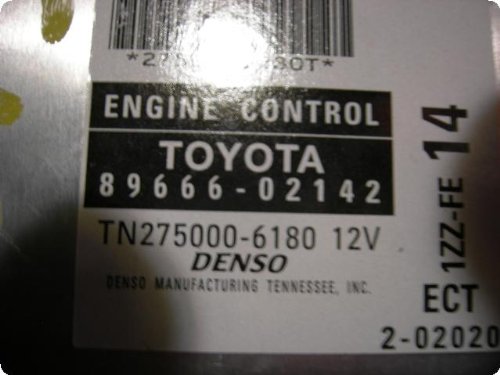 ENGINE CONTROL
TOYOTA
89666-02142
TN275000-6180 12V
DENSO
DENSO MANUFACTURING TENNESSEE, INC.
1ZZ-FE 14
ECT
2-02020